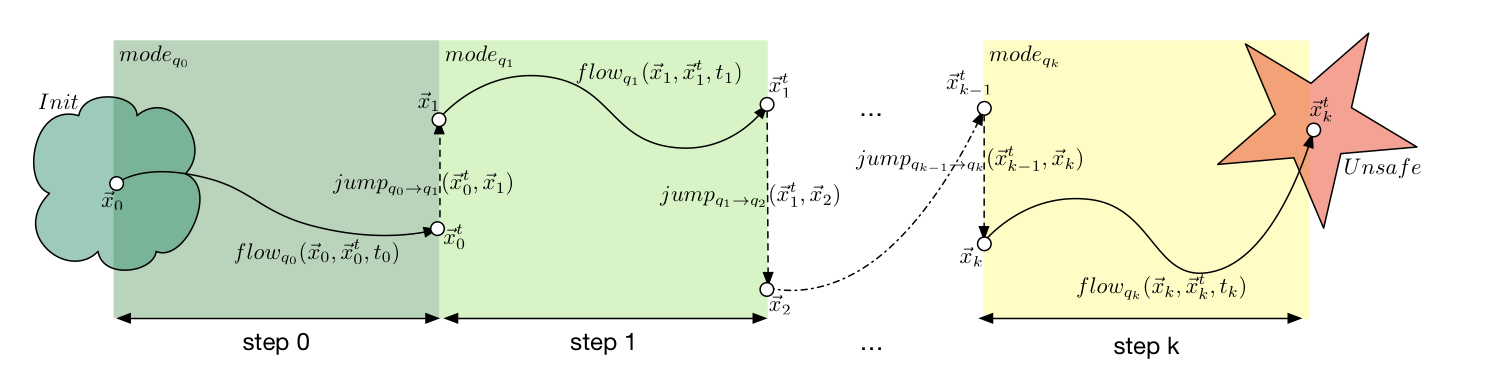 mode_{q_0}
mode_{q_1}
mode_{q_k}
Init
\vec{x}_0
flow_{q_0}(\vec{x}_0, \vec{x}_0^t, t_0)
\vec{x}_0^t
jump_{q_0→q_1}(\vec{x}_0^t, \vec{x}_1)
\vec{x}_1
flow_{q_1}(\vec{x}_1, \vec{x}_1^t, t_1)
\vec{x}_1^t
jump_{q_1→q_2}(\vec{x}_1^t, \vec{x}_2)
\vec{x}_2
...
\vec{x}_{k-1}^t
jump_{q_{k-1}→q_k}(\vec{x}_{k-1}^t, \vec{x}_k)
\vec{x}_k
flow_{q_k}(\vec{x}_k, \vec{x}_k^t, t_k)
\vec{x}_k^t
Unsafe
step 0
step 1
...
step k